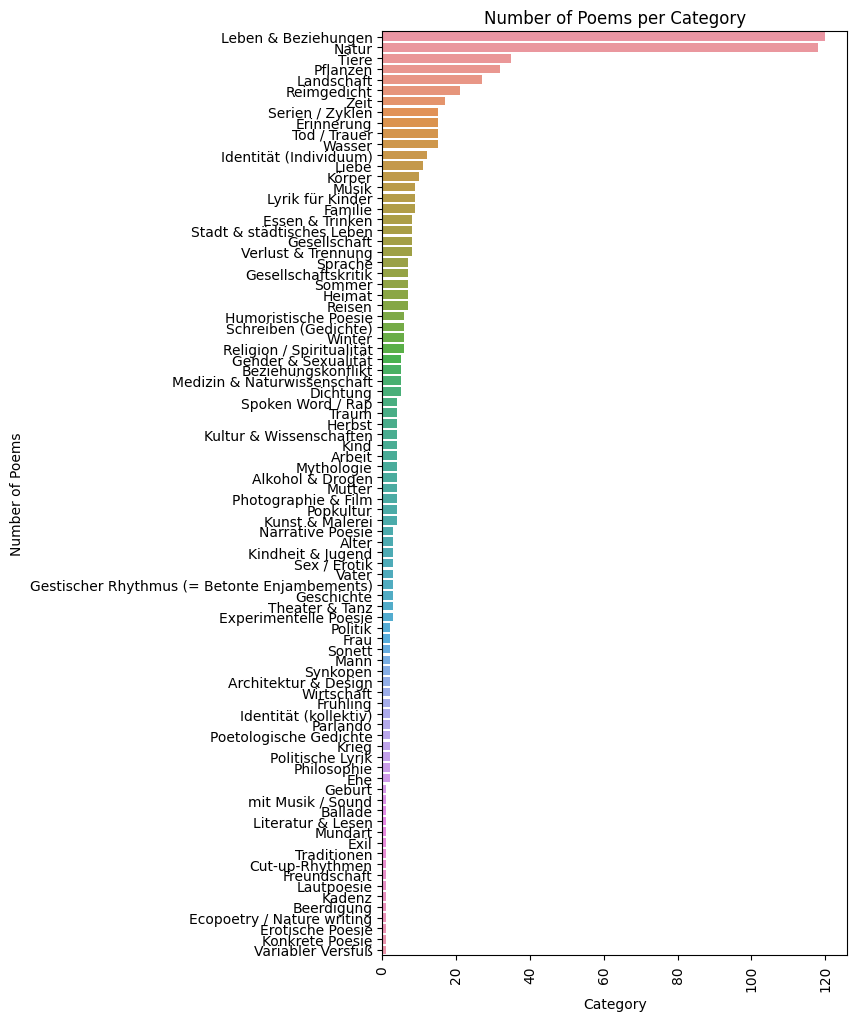 Number of Poems per Category
Leben & Beziehungen
Natur
Tiere
Pflanzen
Landschaft
Reimgedicht
Zeit
Serien / Zyklen
Erinnerung
Tod / Trauer
Wasser
Identität (Individuum)
Liebe
Körper
Musik
Lyrik für Kinder
Familie
Essen & Trinken
Stadt & städtisches Leben
Gesellschaft
Verlust & Trennung
Sprache
Gesellschaftskritik
Sommer
Heimat
Reisen
Humoristische Poesie
Schreiben (Gedichte)
Winter
Religion / Spiritualität
Gender & Sexualität
Beziehungskonflikt
Medizin & Naturwissenschaft
Dichtung
Spoken Word / Rap
Traum
Herbst
Kultur & Wissenschaften
Kind
Arbeit
Mythologie
Alkohol & Drogen
Mutter
Photographie & Film
Popkultur
Kunst & Malerei
Narrative Poesie
Alter
Kindheit & Jugend
Sex / Erotik
Vater
Gestischer Rhythmus (= Betonte Enjambements)
Geschichte
Theater & Tanz
Experimentelle Poesie
Politik
Frau
Sonett
Mann
Synkopen
Architektur & Design
Wirtschaft
Frühling
Identität (kollektiv)
Parlando
Poetologische Gedichte
Krieg
Politische Lyrik
Philosophie
Ehe
Geburt
mit Musik / Sound
Ballade
Literatur & Lesen
Mundart
Exil
Traditionen
Cut-up-Rhythmen
Freundschaft
Lautpoesie
Kadenz
Beerdigung
Ecopoetry / Nature writing
Erotische Poesie
Konkrete Poesie
Variabler Versfuß
Number of Poems
0 20 40 60 80 100 120
Category